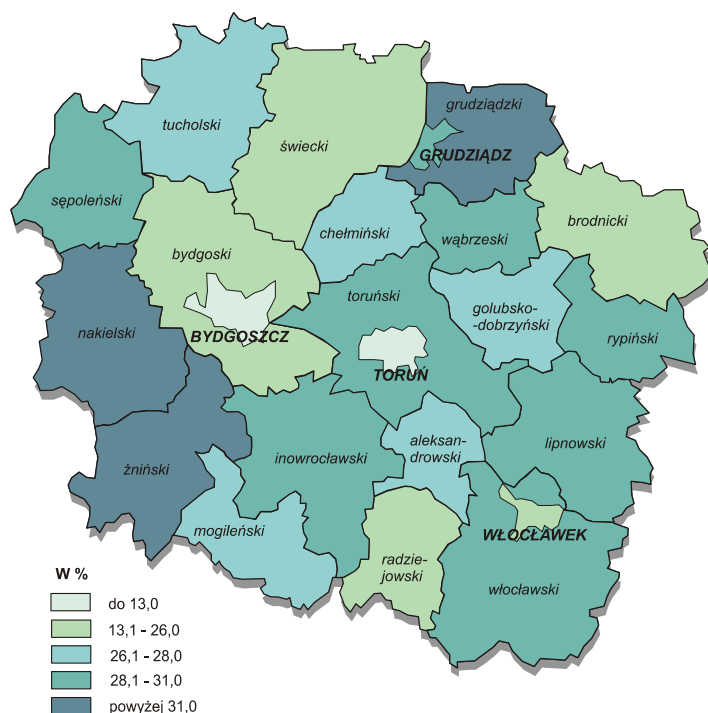 grudziądzki
tucholski
świecki
GRUDZIĄDZ
sępoleński
brodnicki
chełmiński
wąbrzeski
bydgoski
toruński
golubsko-
-dobrzyński
nakielski
BYDGOSZCZ
rypiński
TORUŃ
aleksan-
drowski
lipnowski
inowrocławski
żniński
mogileński
WŁOCŁAWEK
radzie-
jowski
włocławski
W %
do 13,0
13,1 - 26,0
26,1 - 28,0
28,1 - 31,0
powyżej 31,0